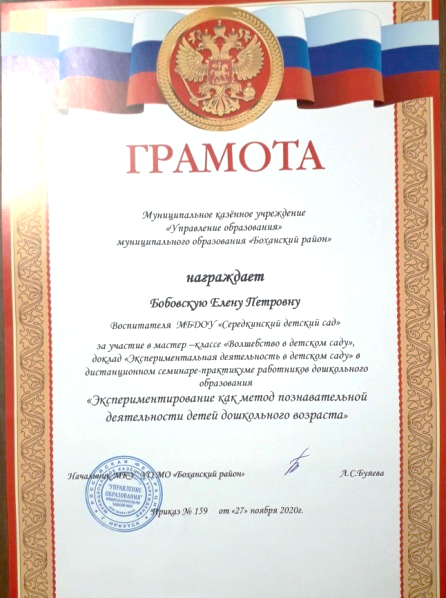 ГРАМОТА
Муниципальное казённое учреждение
«Управление образования»
муниципального образования «Боханский район»
награждает
Бобовскую Елену Петровну
Воспитателя МБДОУ «Середкинский детский сад»
за участие в мастер –классе «Волшебство в детском саду»,
доклад «Экспериментальная деятельность в детском саду» в
дистанционном семинаре-практикуме работников дошкольного
образования
«Экспериментирование как метод познавательной
деятельности детей дошкольного возраста»
Начальник МКУ УО МО «Боханский район» А.С.Буяева
"УПРАВЛЕНИЕ
ОБРАЗОВАНИЯ"
Приказ № 159 от «27» ноября 2020г.